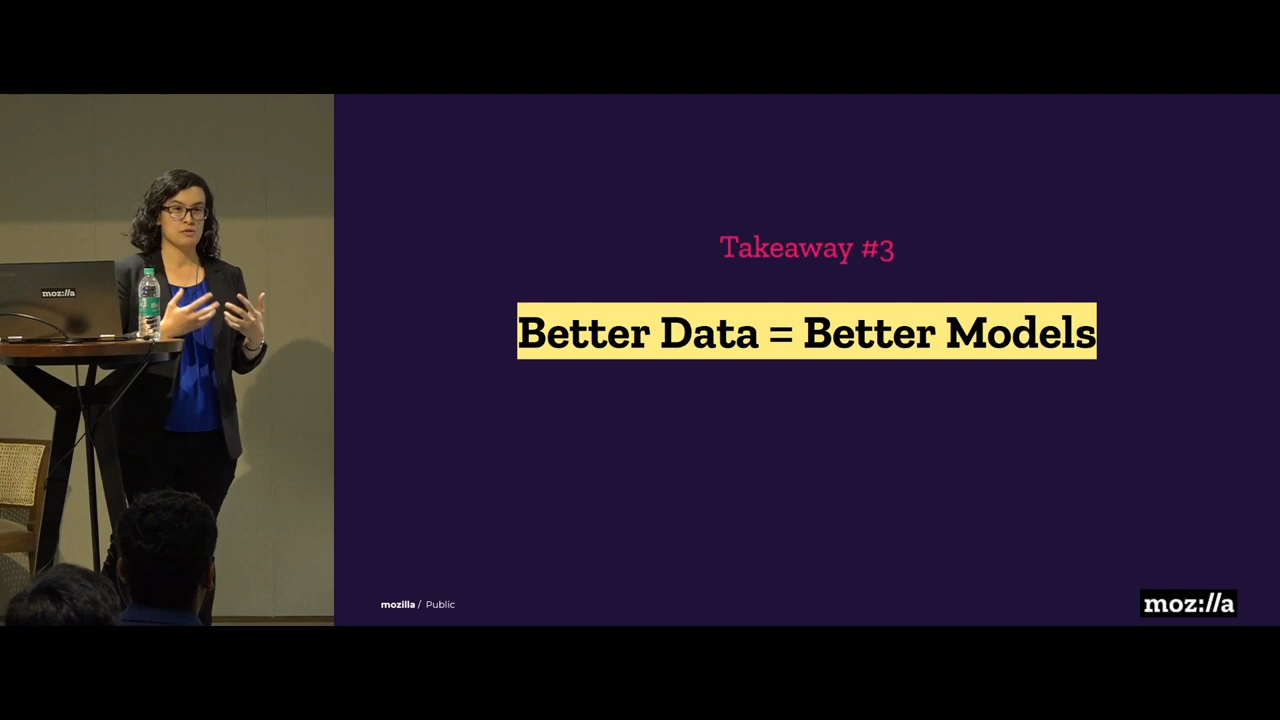 moz://a
Takeaway #3
Better Data = Better Models
mozilla / Public
moz://a